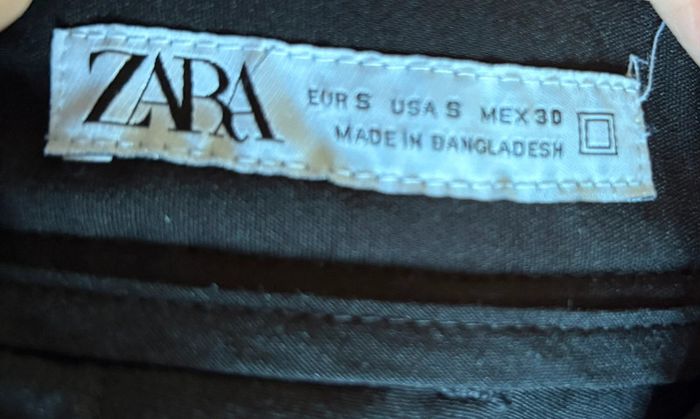 ZARA
EUR S USA S MEX 30
MADE IN BANGLADESH